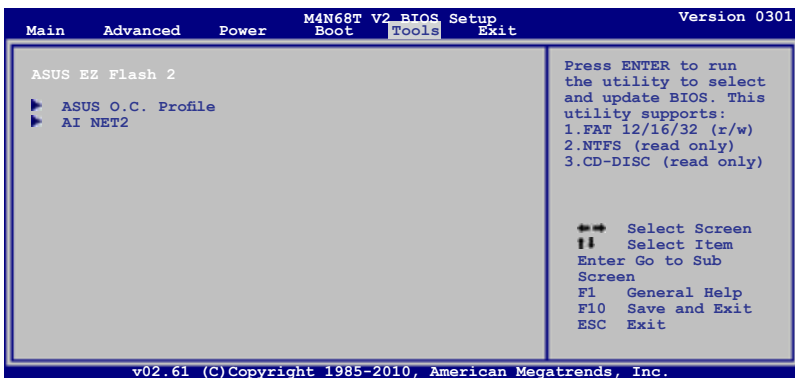 M4N68T V2 BIOS Setup Version 0301
Main Advanced Power Boot Tools Exit
ASUS EZ Flash 2
ASUS O.C. Profile
AI NET2
Press ENTER to run
the utility to select
and update BIOS. This
utility supports:
1.FAT 12/16/32 (r/w)
2.NTFS (read only)
3.CD-DISC (read only)
Select Screen
Select Item
Enter Go to Sub
Screen
F1 General Help
F10 Save and Exit
ESC Exit
v02.61 (C)Copyright 1985-2010, American Megatrends, Inc.